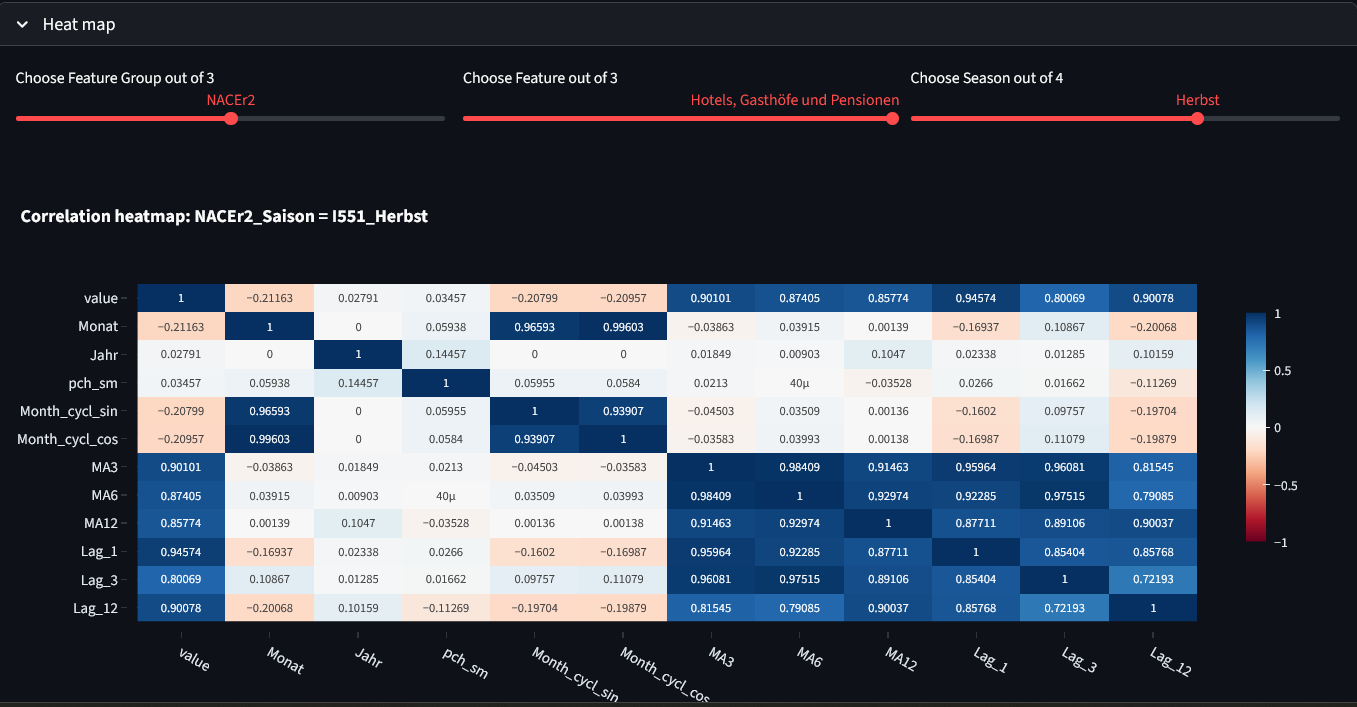 Heat map
Choose Feature Group out of 3
NACEr2
Choose Feature out of 3
Hotels, Gasthöfe und Pensionen
Choose Season out of 4
Herbst
Correlation heatmap: NACEr2_Saison = I551_Herbst
value 1 −0.21163 0.02791 0.03457 −0.20799 −0.20957 0.90101 0.87405 0.85774 0.94574 0.80069 0.90078
Monat −0.21163 1 0 0.05938 0.96593 0.99603 −0.03863 0.03915 0.00139 −0.16937 0.10867 −0.20068
Jahr 0.02791 0 1 0.14457 0 0 0.01849 0.00903 0.1047 0.02338 0.01285 0.10159
pch_sm 0.03457 0.05938 0.14457 1 0.05955 0.0584 0.0213 40μ −0.03528 0.0266 0.01662 −0.11269
Month_cycl_sin −0.20799 0.96593 0 0.05955 1 0.93907 −0.04503 0.03509 0.00136 −0.1602 0.09757 −0.19704
Month_cycl_cos −0.20957 0.99603 0 0.0584 0.93907 1 −0.03583 0.03993 0.00138 −0.16987 0.11079 −0.19879
MA3 0.90101 −0.03863 0.01849 0.0213 −0.04503 −0.03583 1 0.98409 0.91463 0.95964 0.96081 0.81545
MA6 0.87405 0.03915 0.00903 40μ 0.03509 0.03993 0.98409 1 0.92974 0.92285 0.97515 0.79085
MA12 0.85774 0.00139 0.1047 −0.03528 0.00136 0.00138 0.91463 0.92974 1 0.87711 0.89106 0.90037
Lag_1 0.94574 −0.16937 0.02338 0.0266 −0.1602 −0.16987 0.95964 0.92285 0.87711 1 0.85404 0.85768
Lag_3 0.80069 0.10867 0.01285 0.01662 0.09757 0.11079 0.96081 0.97515 0.89106 0.85404 1 0.72193
Lag_12 0.90078 −0.20068 0.10159 −0.11269 −0.19704 −0.19879 0.81545 0.79085 0.90037 0.85768 0.72193 1
value Monat Jahr pch_sm Month_cycl_sin Month_cycl_cos MA3 MA6 MA12 Lag_1 Lag_3 Lag_12
1
0.5
0
−0.5
−1